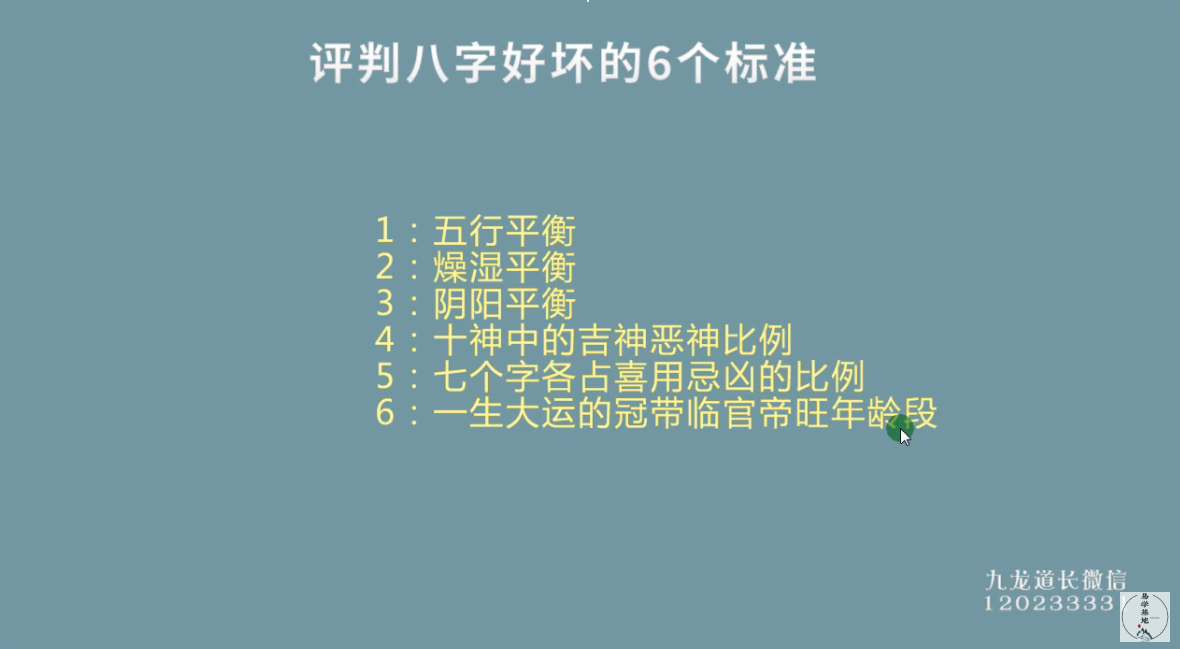 评判八字好坏的6个标准
1：五行平衡
2：燥湿平衡
3：阴阳平衡
4：十神中的吉神恶神比例
5：七个字各占喜用忌凶的比例
6：一生大运的冠带临官帝旺年龄段
九龙道长微信
12023333
易学基地